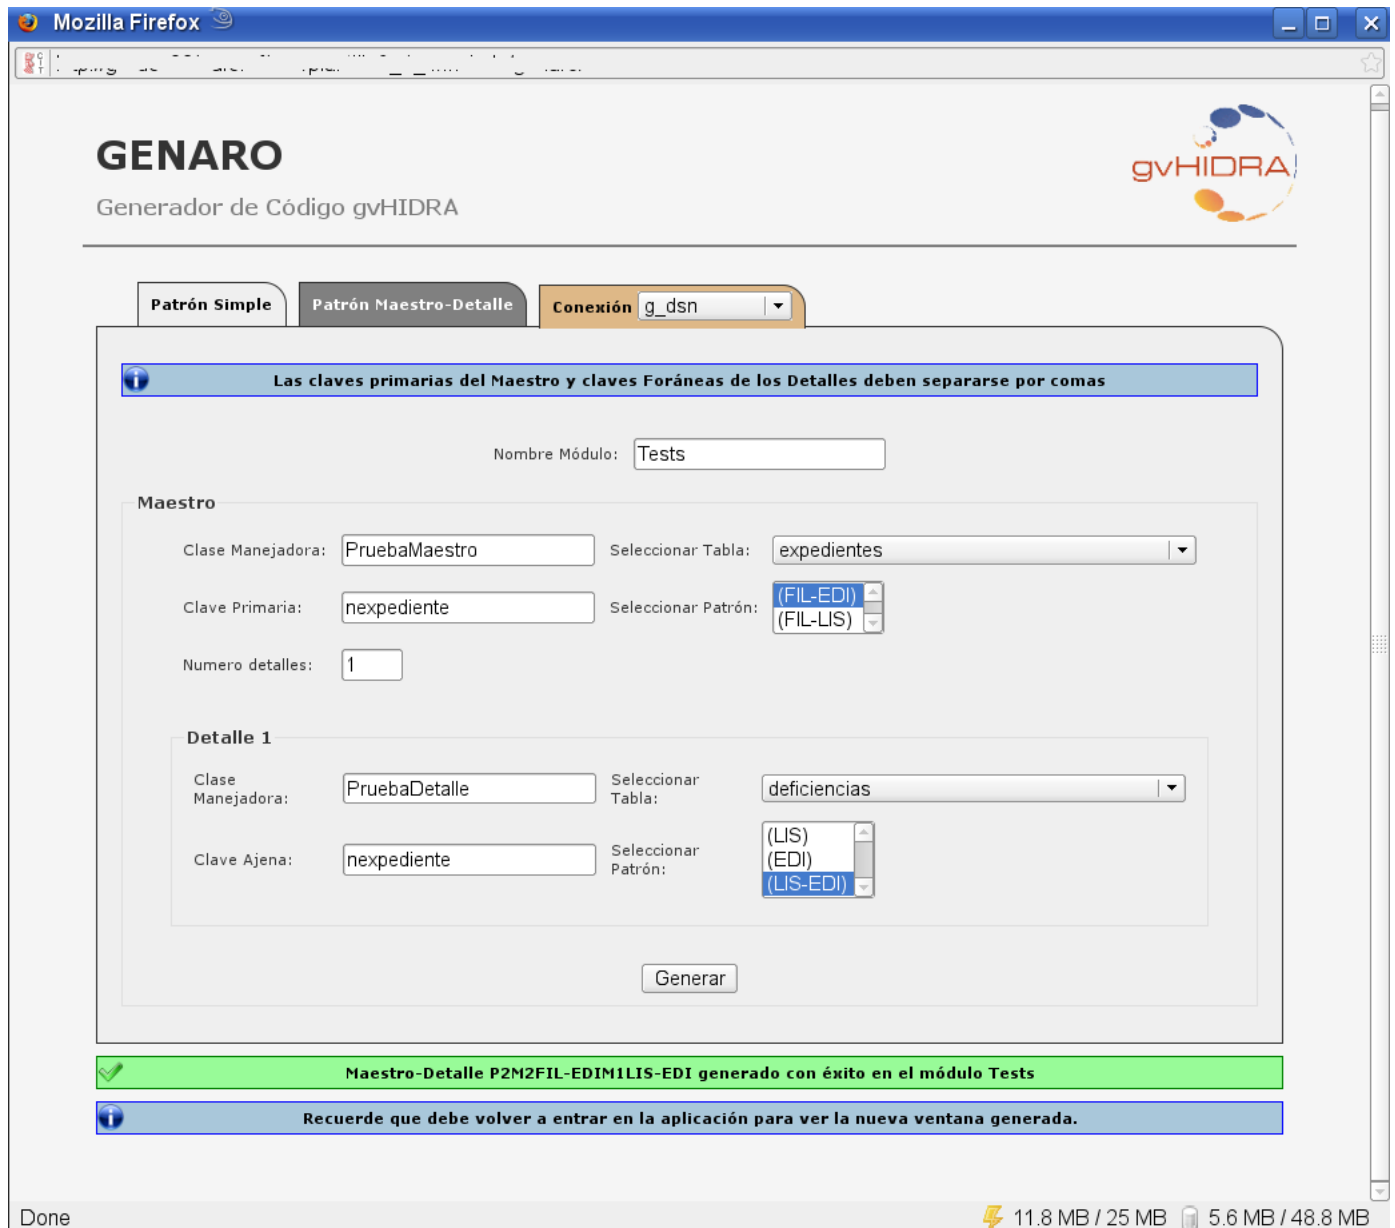 Mozilla Firefox
GENARO
gvHIDRA
Generador de Código gvHIDRA
Patrón Simple
Patrón Maestro-Detalle
Conexión g_dsn
Las claves primarias del Maestro y claves Foráneas de los Detalles deben separarse por comas
Nombre Módulo: Tests
Maestro
Clase Manejadora: PruebaMaestro Seleccionar Tabla: expedientes
Clave Primaria: nexpediente Seleccionar Patrón: (FIL-EDI)
(FIL-LIS)
Numero detalles: 1
Detalle 1
Clase Manejadora: PruebaDetalle Seleccionar Tabla: deficiencias
Clave Ajena: nexpediente Seleccionar Patrón: (LIS)
(EDI)
(LIS-EDI)
Generar
Maestro-Detalle P2M2FIL-EDIM1LIS-EDI generado con éxito en el módulo Tests
Recuerde que debe volver a entrar en la aplicación para ver la nueva ventana generada.
Done 11.8 MB / 25 MB 5.6 MB / 48.8 MB